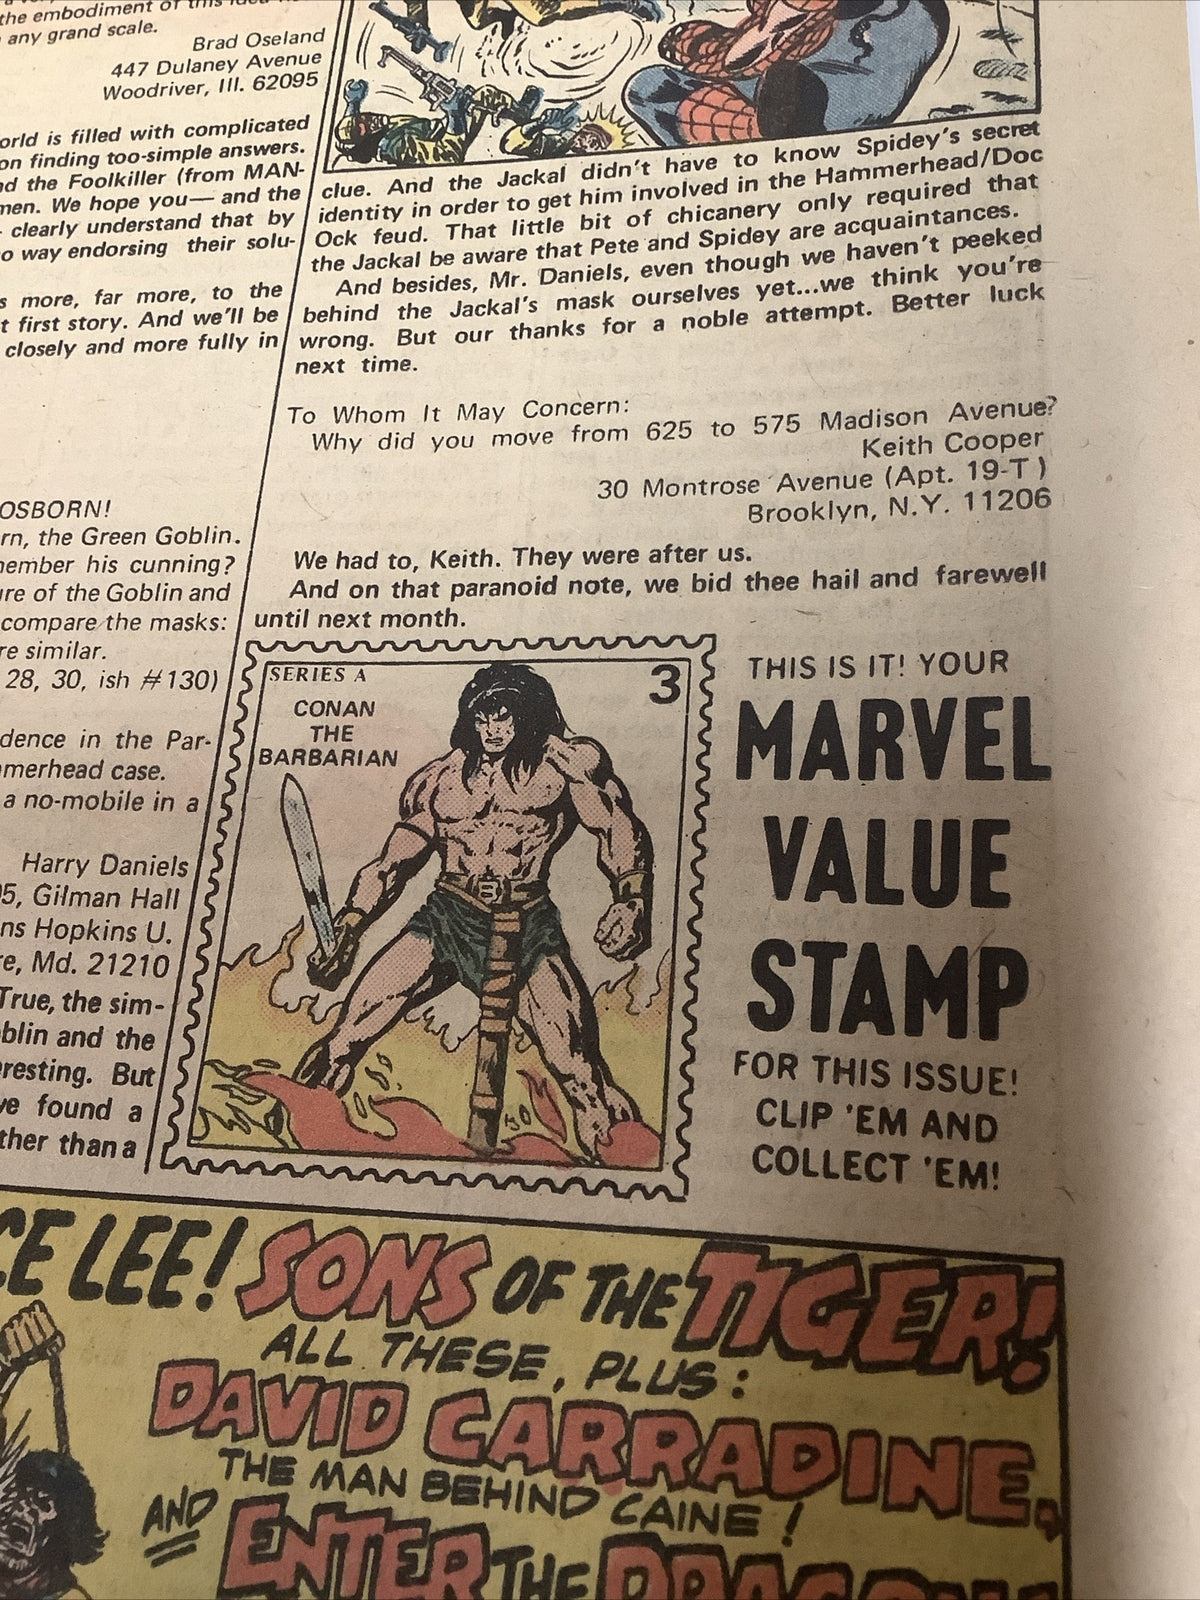 the embodiment of this idea
any grand scale.
Brad Oseland
447 Dulaney Avenue
Woodriver, Ill. 62095
orld is filled with complicated
on finding too-simple answers.
nd the Foolkiller (from MAN-
men. We hope you— and the
clearly understand that by
o way endorsing their solu-
s more, far more, to the
t first story. And we'll be
closely and more fully in
OSBORN!
rn, the Green Goblin.
member his cunning?
ure of the Goblin and
compare the masks:
re similar.
28, 30, ish #130)
dence in the Par-
mmerhead case.
a no-mobile in a
Harry Daniels
5, Gilman Hall
ns Hopkins U.
re, Md. 21210
True, the sim-
blin and the
resting. But
ve found a
ther than a
clue. And the Jackal didn't have to know Spidey's secret
identity in order to get him involved in the Hammerhead/Doc
Ock feud. That little bit of chicanery only required that
the Jackal be aware that Pete and Spidey are acquaintances.
And besides, Mr. Daniels, even though we haven't peeked
behind the Jackal's mask ourselves yet...we think you're
wrong. But our thanks for a noble attempt. Better luck
next time.
To Whom It May Concern:
Why did you move from 625 to 575 Madison Avenue?
Keith Cooper
30 Montrose Avenue (Apt. 19-T )
Brooklyn, N.Y. 11206
We had to, Keith. They were after us.
And on that paranoid note, we bid thee hail and farewell
until next month.
SERIES A
3
CONAN
THE
BARBARIAN
B
THIS IS IT! YOUR
MARVEL
VALUE
STAMP
FOR THIS ISSUE!
CLIP 'EM AND
COLLECT 'EM!
CE LEE! SONS OF THE TIGER!
ALL THESE, PLUS:
DAVID CARRADINE,
THE MAN BEHIND CAINE!
AND ENTER THE DRAGON!